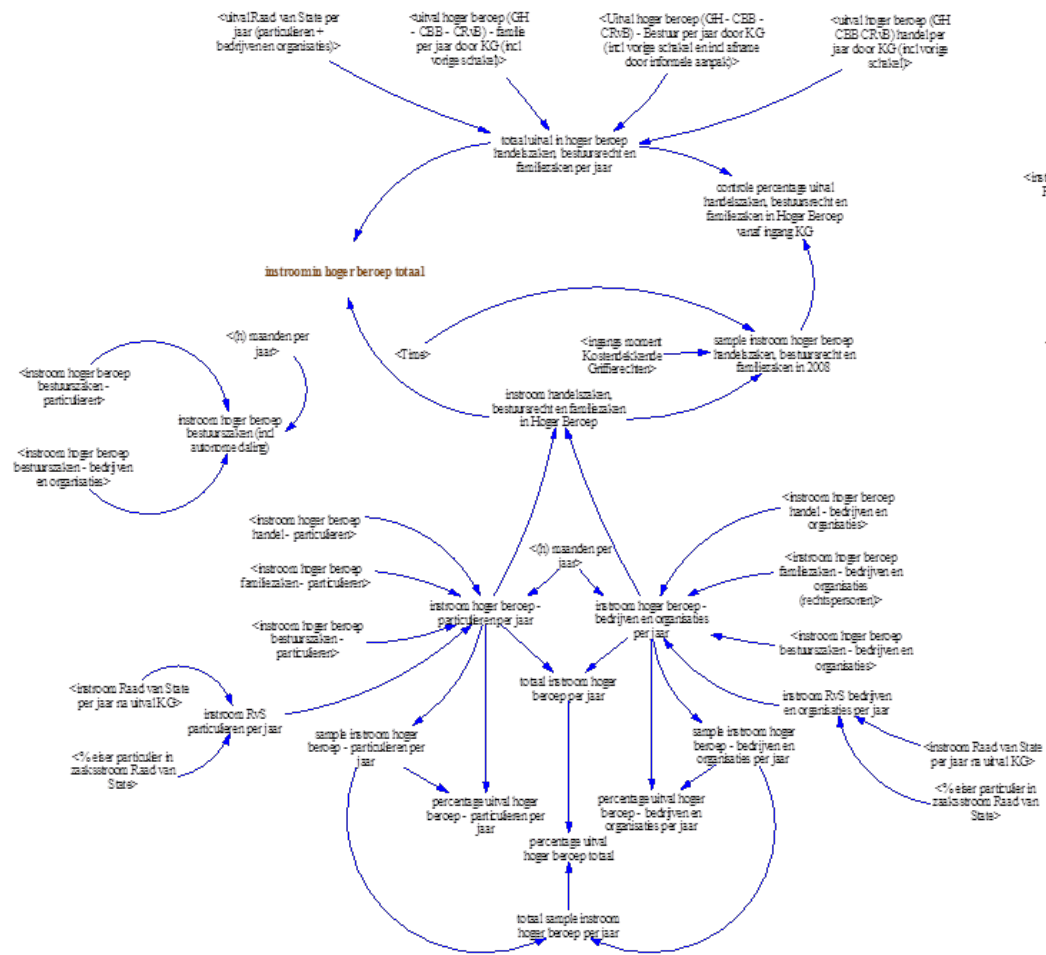 <uitval Raad van State per
jaar (particulieren +
bedrijven en organisaties)>
<uitval hoger beroep (GH
- CBB - CRvB) - familie
per jaar door KG (incl
vorige schakel)>
<Uitval hoger beroep (GH - CBB -
CRvB) - Bestuur per jaar door KG
(incl vorige schakel en incl afname
door informele aanpak)>
<uitval hoger beroep (GH
CBB CRvB) handel per
jaar door KG (incl vorige
schakel)>
totaal uitval in hoger beroep
handelszaken, bestuursrecht en
familiezaken per jaar
controle percentage uitval
handelszaken, bestuursrecht en
familiezaken in Hoger Beroep
vanaf ingang KG
instroom in hoger beroep totaal
<(h) maanden per
jaar>
<Time>
<ingangs moment
Kostendekkende
Griffierechten>
sample instroom hoger beroep
handelszaken, bestuursrecht en
familiezaken in 2008
<instroom hoger beroep
bestuurszaken -
particulieren>
instroom handelszaken,
bestuursrecht en familiezaken
in Hoger Beroep
instroom hoger beroep
bestuurszaken (incl
autonome daling)
<instroom hoger beroep
bestuurszaken - bedrijven
en organisaties>
<instroom hoger beroep
handel - particulieren>
<instroom hoger beroep
handel - bedrijven en
organisaties>
<(h) maanden per
jaar>
<instroom hoger beroep
familiezaken - particulieren>
<instroom hoger beroep
familiezaken - bedrijven en
organisaties
(rechtspersonen)>
instroom hoger beroep -
particulieren per jaar
instroom hoger beroep -
bedrijven en organisaties
per jaar
<instroom hoger beroep
bestuurszaken -
particulieren>
<instroom hoger beroep
bestuurszaken - bedrijven en
organisaties>
<instroom Raad van State
per jaar na uitval KG>
instroom RvS
particulieren per jaar
totaal instroom hoger
beroep per jaar
instroom RvS bedrijven
en organisaties per jaar
<% eiser particulier in
zaaksstroom Raad van
State>
sample instroom hoger
beroep - particulieren per
jaar
sample instroom hoger
beroep - bedrijven en
organisaties per jaar
<instroom Raad van State
per jaar na uitval KG>
<% eiser particulier in
zaaksstroom Raad van
State>
percentage uitval hoger
beroep - particulieren per
jaar
percentage uitval hoger
beroep - bedrijven en
organisaties per jaar
percentage uitval
hoger beroep totaal
totaal sample instroom
hoger beroep per jaar